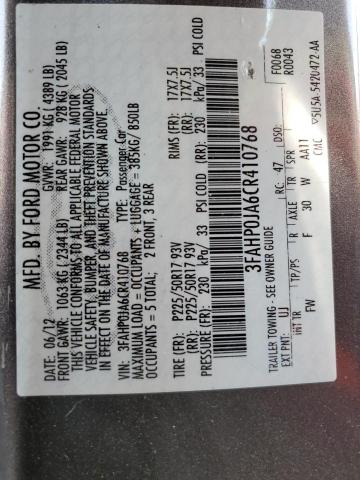 MFD. BY FORD MOTOR CO.
DATE: 06/12 GVWR: 1991 KG ( 4389 LB)
FRONT GAWR: 1063 KG ( 2344 LB) REAR GAWR: 928 KG ( 2045 LB)
THIS VEHICLE CONFORMS TO ALL APPLICABLE FEDERAL MOTOR
VEHICLE SAFETY, BUMPER, AND THEFT PREVENTION STANDARDS
IN EFFECT ON THE DATE OF MANUFACTURE SHOWN ABOVE.
VIN: 3FAHP0JA6CR410768 TYPE: Passenger Car
MAXIMUM LOAD = OCCUPANTS + LUGGAGE = 385KG/ 850LB
OCCUPANTS = 5 TOTAL: 2 FRONT, 3 REAR
TIRE (FR): P225/50R17 93V RIMS (FR): 17X7.5J
(RR): P225/50R17 93V (RR): 17X7.5J
PRESSURE (FR): 230 kPa/ 33 PSI COLD (RR): 230 kPa/ 33 PSI COLD
3FAHP0JA6CR410768
TRAILER TOWING - SEE OWNER GUIDE
F0068
EXT PNT: UJ RC: 47 R0043
INT TR TP/PS R AXLE TR SPR
FW F 30 W AA11
CMC 5U5A-5420472-AA